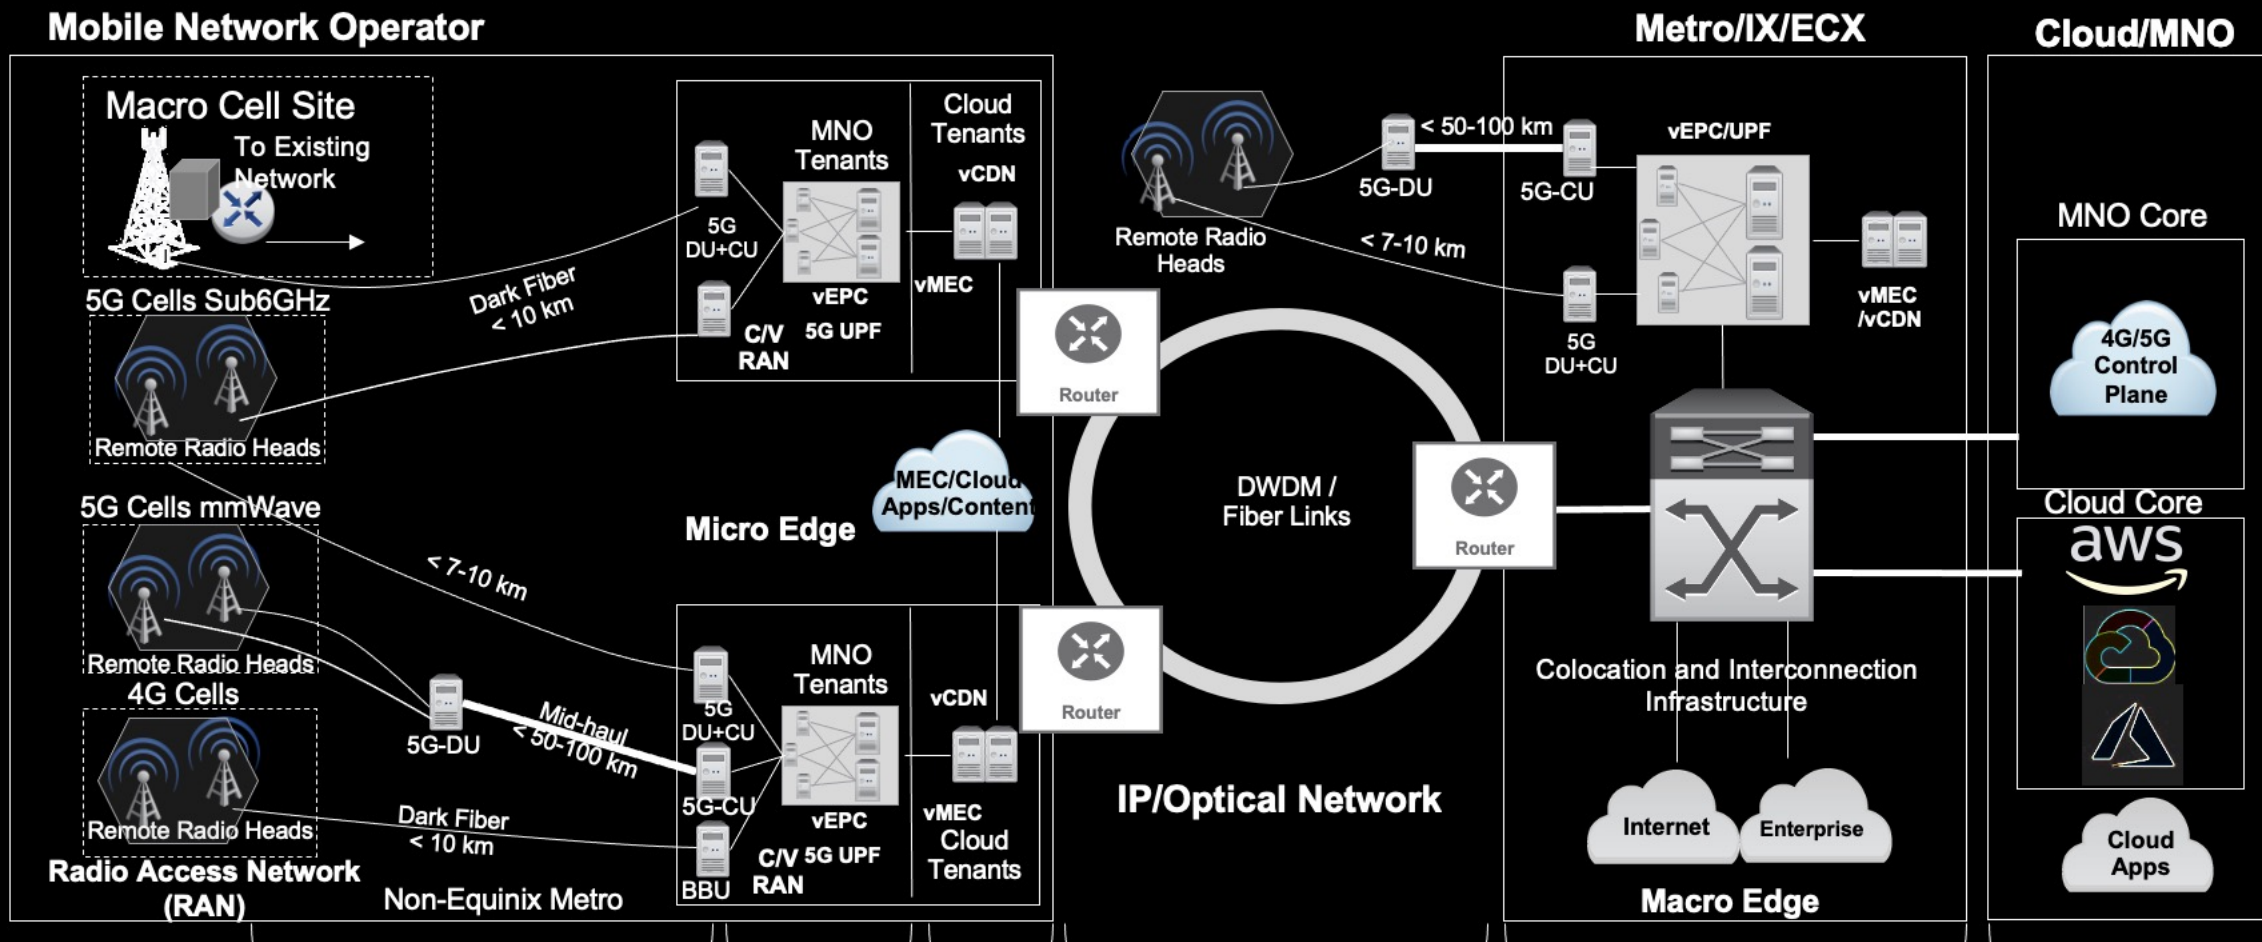 Mobile Network Operator
Metro/IX/ECX
Cloud/MNO
Macro Cell Site
To Existing
Network
5G Cells Sub6GHz
Remote Radio Heads
5G Cells mmWave
Remote Radio Heads
4G Cells
Remote Radio Heads
Radio Access Network
(RAN)
Non-Equinix Metro
Dark Fiber
< 10 km
< 7-10 km
5G-DU
Mid-haul
< 50-100 km
Dark Fiber
< 10 km
5G
DU+CU
MNO
Tenants
vEPC
5G UPF
C/V
RAN
Cloud
Tenants
vCDN
vMEC
MEC/Cloud
Apps/Content
Micro Edge
5G
DU+CU
5G-CU
BBU
MNO
Tenants
vEPC
5G UPF
C/V
RAN
vCDN
vMEC
Cloud
Tenants
Router
Router
Router
DWDM /
Fiber Links
IP/Optical Network
Remote Radio
Heads
5G-DU
< 50-100 km
5G-CU
< 7-10 km
5G
DU+CU
vEPC/UPF
vMEC
/vCDN
Colocation and Interconnection
Infrastructure
Internet
Enterprise
Macro Edge
MNO Core
4G/5G
Control
Plane
Cloud Core
aws
Cloud
Apps